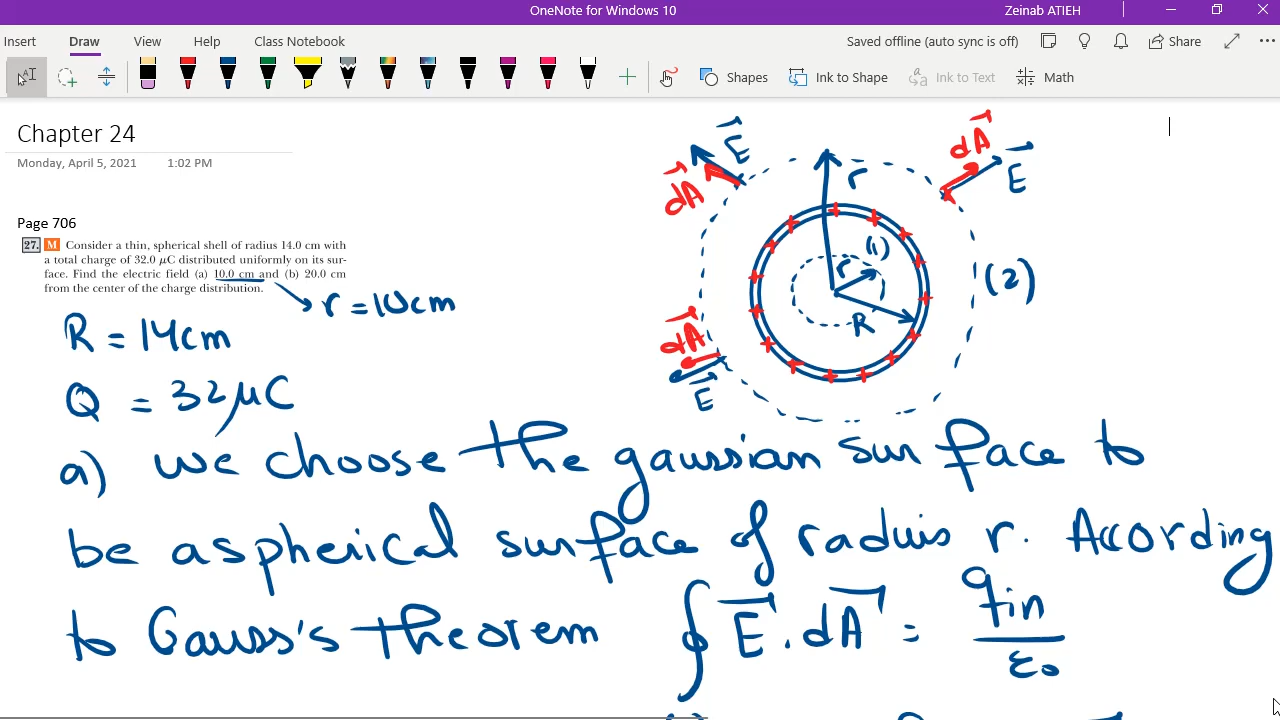 OneNote for Windows 10
Zeinab ATIEH
Insert Draw View Help Class Notebook
Saved offline (auto sync is off) Share
Shapes Ink to Shape Ink to Text Math
Chapter 24
Monday, April 5, 2021 1:02 PM
Page 706
27. M Consider a thin, spherical shell of radius 14.0 cm with
a total charge of 32.0 μC distributed uniformly on its sur-
face. Find the electric field (a) 10.0 cm and (b) 20.0 cm
from the center of the charge distribution.
r = 10cm
R = 14cm
Q = 32μC
E dA r dA E
r (1) R (2)
dA E
a) we choose the gaussian surface to
be a spherical surface of raduis r. According
to Gauss's theorem ∮ E . dA = qin / ε0